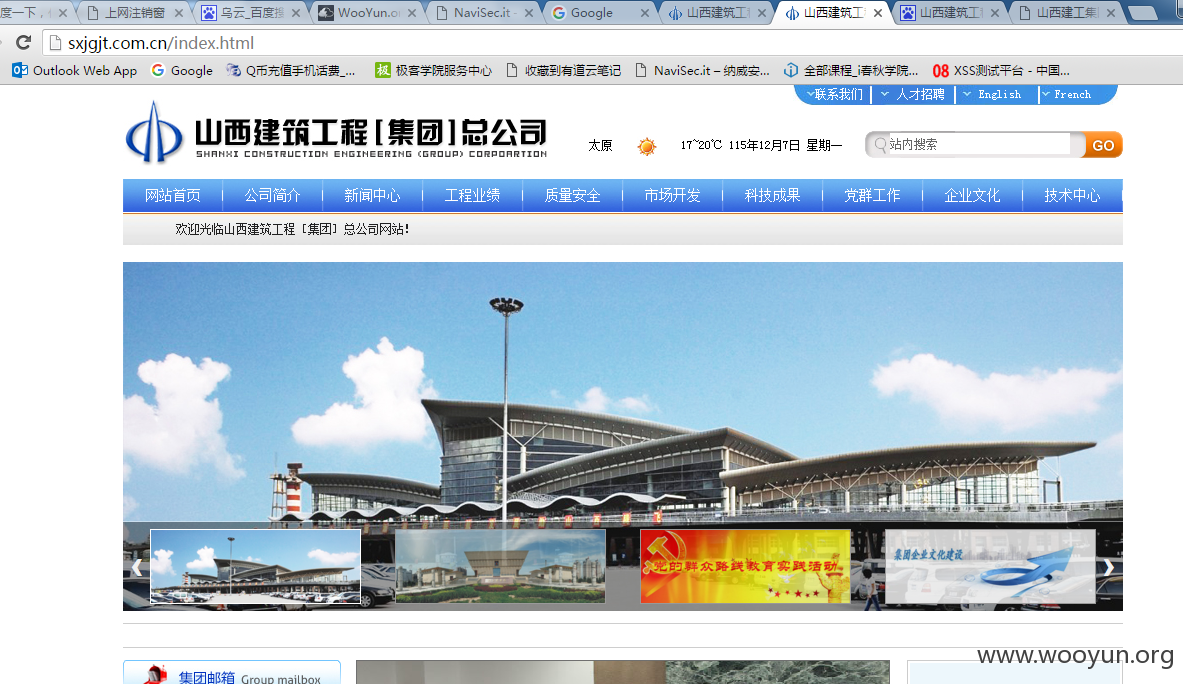 度一下，
上网注销窗
乌云_百度搜
WooYun.o
NaviSec.it -
Google
山西建筑工
山西建筑工
山西建筑工
山西建工集
sxjgjt.com.cn/index.html
Outlook Web App
Google
Q币充值手机话费_...
极 极客学院服务中心
收藏到有道云笔记
NaviSec.it – 纳威安...
全部课程_i春秋学院...
08 XSS测试平台 - 中国...
联系我们
人才招聘
English
French
山西建筑工程[集团]总公司
SHANXI CONSTRUCTION ENGINEERING (GROUP) CORPORTION
太原
17~20℃ 115年12月7日 星期一
站内搜索
GO
网站首页
公司简介
新闻中心
工程业绩
质量安全
市场开发
科技成果
党群工作
企业文化
技术中心
欢迎光临山西建筑工程［集团］总公司网站!
党的群众路线教育实践活动
集团企业文化建设
www.wooyun.org
集团邮箱 Group mailbox